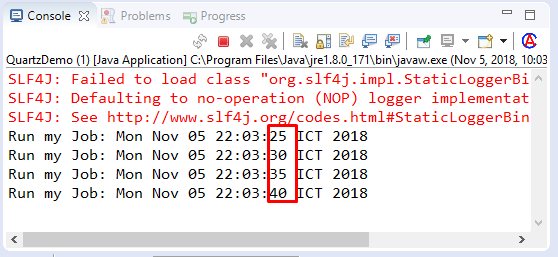 Console Problems Progress
QuartzDemo (1) [Java Application] C:\Program Files\Java\jre1.8.0_171\bin\javaw.exe (Nov 5, 2018, 10:03
SLF4J: Failed to load class "org.slf4j.impl.StaticLoggerBin
SLF4J: Defaulting to no-operation (NOP) logger implementat
SLF4J: See http://www.slf4j.org/codes.html#StaticLoggerBin
Run my Job: Mon Nov 05 22:03:25 ICT 2018
Run my Job: Mon Nov 05 22:03:30 ICT 2018
Run my Job: Mon Nov 05 22:03:35 ICT 2018
Run my Job: Mon Nov 05 22:03:40 ICT 2018